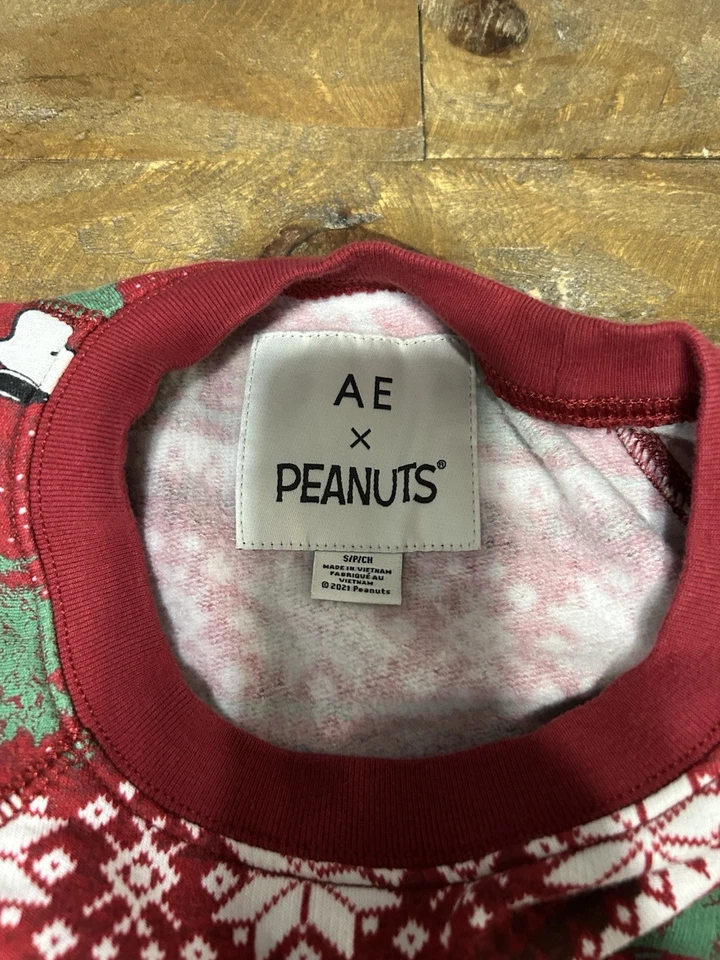 AE
×
PEANUTS®
S/P/CH
MADE IN VIETNAM
FABRIQUÉ AU
VIETNAM
© 2021 Peanuts